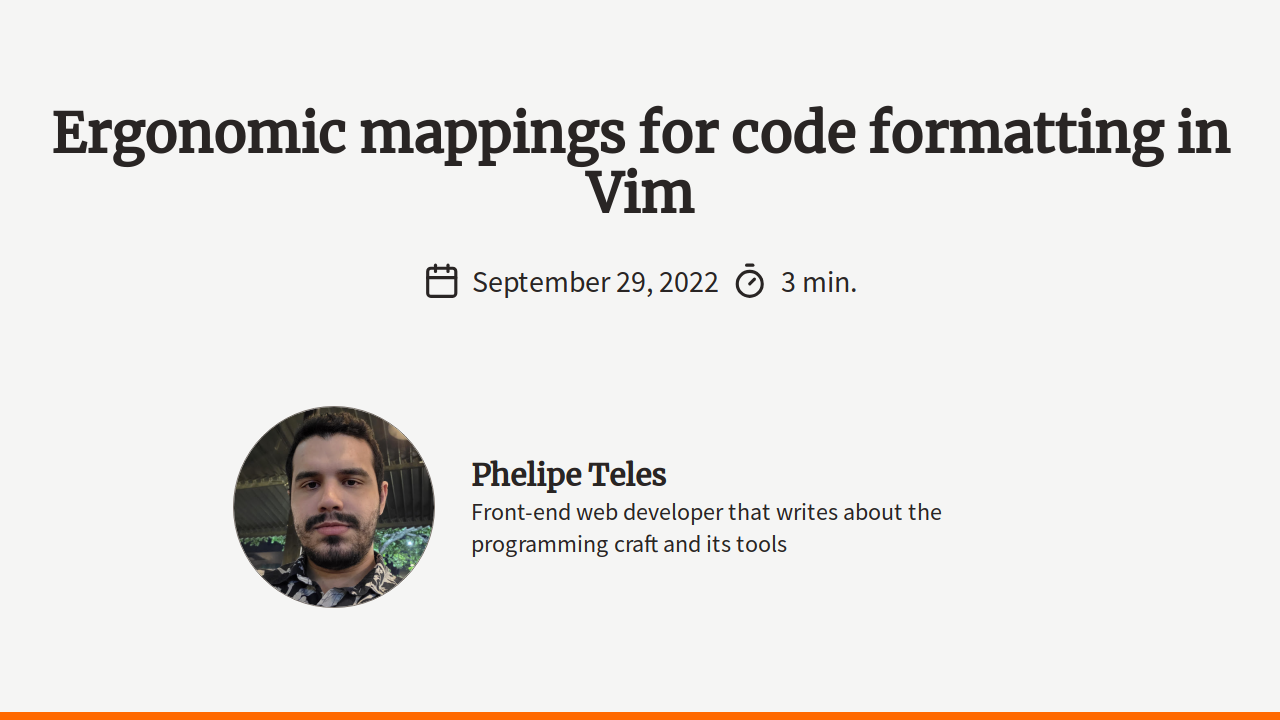 Ergonomic mappings for code formatting in
Vim
September 29, 2022 3 min.
Phelipe Teles
Front-end web developer that writes about the
programming craft and its tools